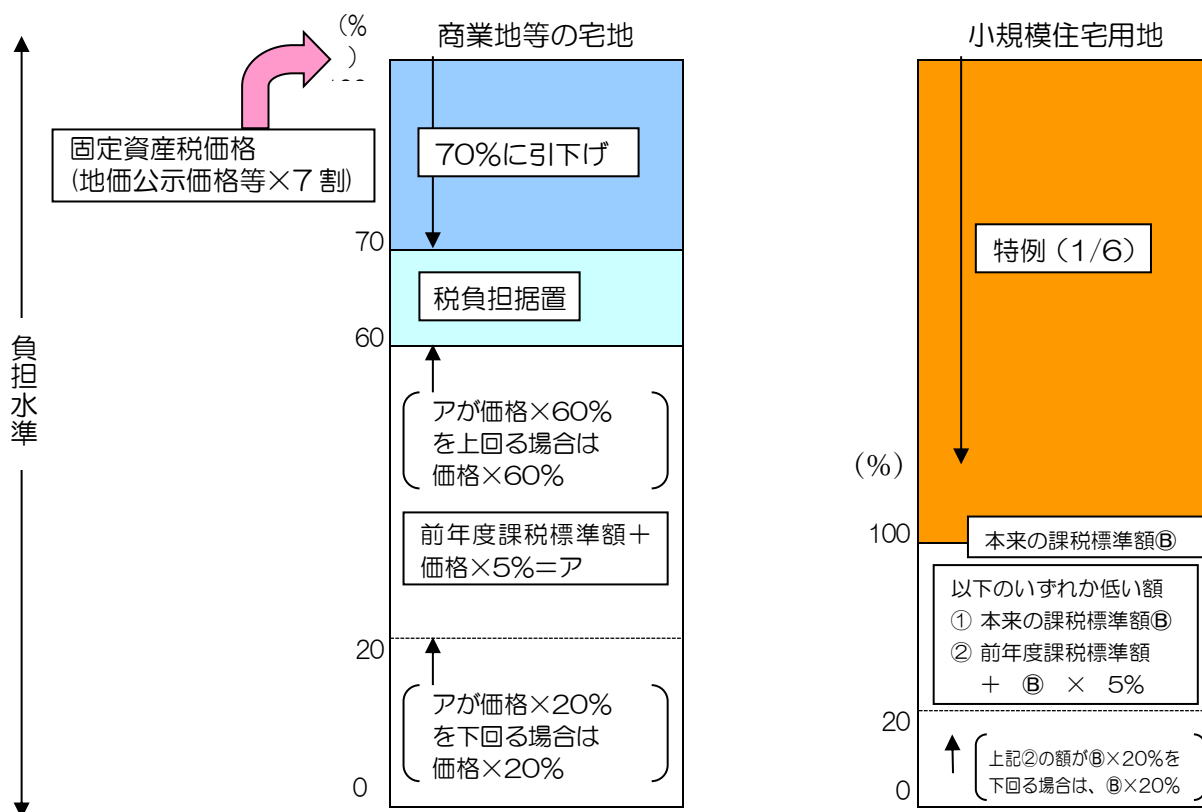 負担水準
(%
)
固定資産税価格
(地価公示価格等×7割)
商業地等の宅地
70%に引下げ
70
税負担据置
60
アが価格×60%
を上回る場合は
価格×60%
前年度課税標準額+
価格×5%=ア
20
アが価格×20%
を下回る場合は
価格×20%
0
小規模住宅用地
特例(1/6)
(%)
100
本来の課税標準額Ⓑ
以下のいずれか低い額
① 本来の課税標準額Ⓑ
② 前年度課税標準額
+ Ⓑ × 5%
20
上記②の額がⒷ×20%を
下回る場合は、Ⓑ×20%
0